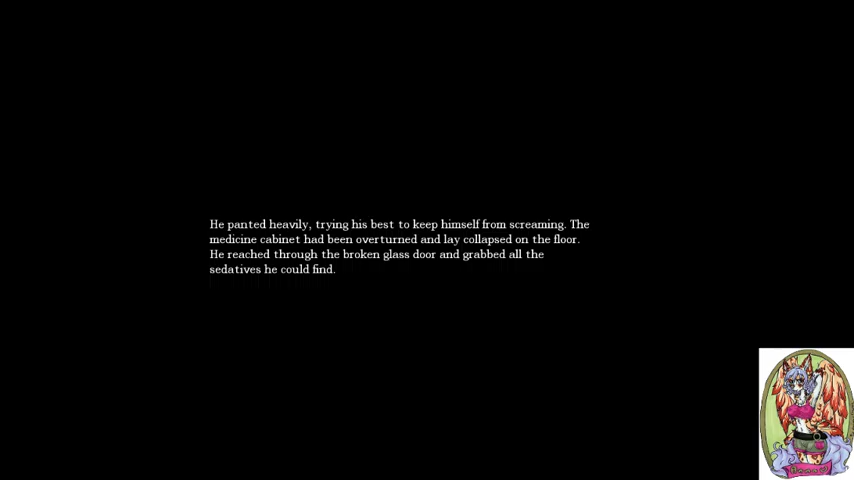 He panted heavily, trying his best to keep himself from screaming. The
medicine cabinet had been overturned and lay collapsed on the floor.
He reached through the broken glass door and grabbed all the
sedatives he could find.